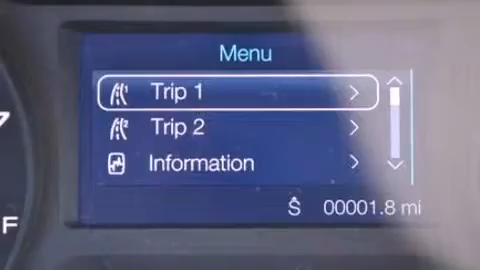 Menu
Trip 1
Trip 2
Information
Ŝ 00001.8 mi
F